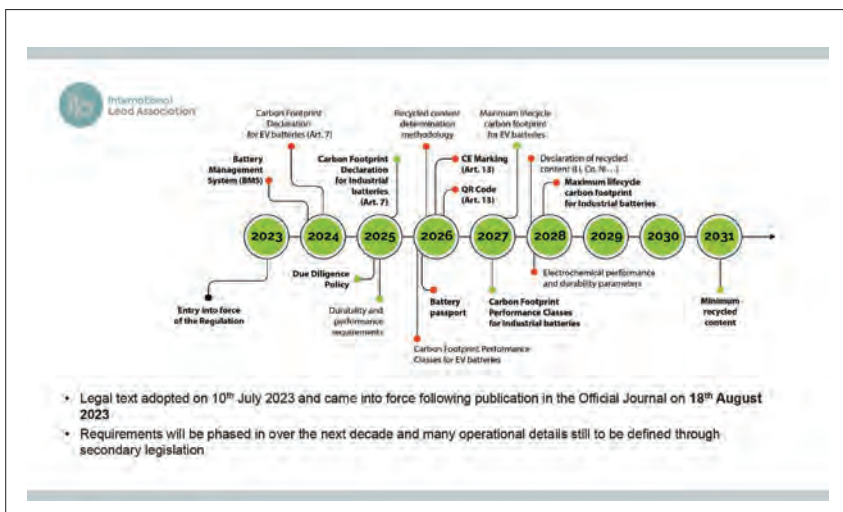 ila
International
Lead Association
Carbon Footprint
Declaration
for EV batteries (Art. 7)
Recycled content
determination
methodology
Maximum lifecycle
carbon footprint
for EV batteries
Battery
Management
System (BMS)
Carbon Footprint
Declaration
for Industrial
batteries
(Art. 7)
CE Marking
(Art. 13)
QR Code
(Art. 13)
Declaration of recycled
content (Li, Co, Ni…)
Maximum lifecycle
carbon footprint
for Industrial batteries
2023
2024
2025
2026
2027
2028
2029
2030
2031
Entry into force
of the Regulation
Due Diligence
Policy
Durability and
performance
requirements
Battery
passport
Carbon Footprint Performance
Classes for EV batteries
Carbon Footprint
Performance Classes
for Industrial batteries
Electrochemical performance
and durability parameters
Minimum
recycled
content
• Legal text adopted on 10th July 2023 and came into force following publication in the Official Journal on 18th August
2023
• Requirements will be phased in over the next decade and many operational details still to be defined through
secondary legislation